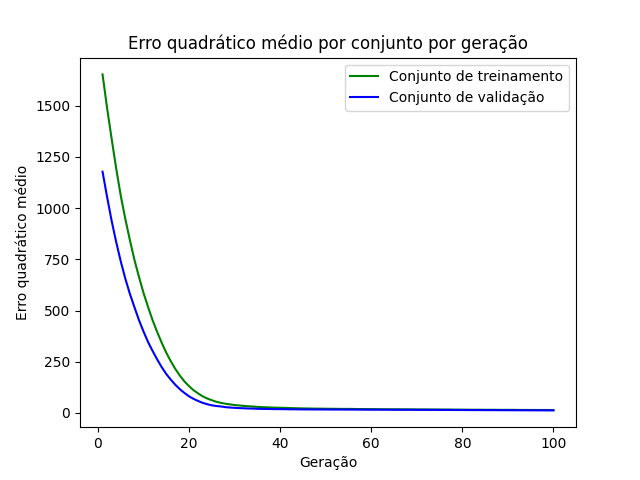 Erro quadrático médio por conjunto por geração
Conjunto de treinamento
Conjunto de validação
Erro quadrático médio
1500
1250
1000
750
500
250
0
0 20 40 60 80 100
Geração